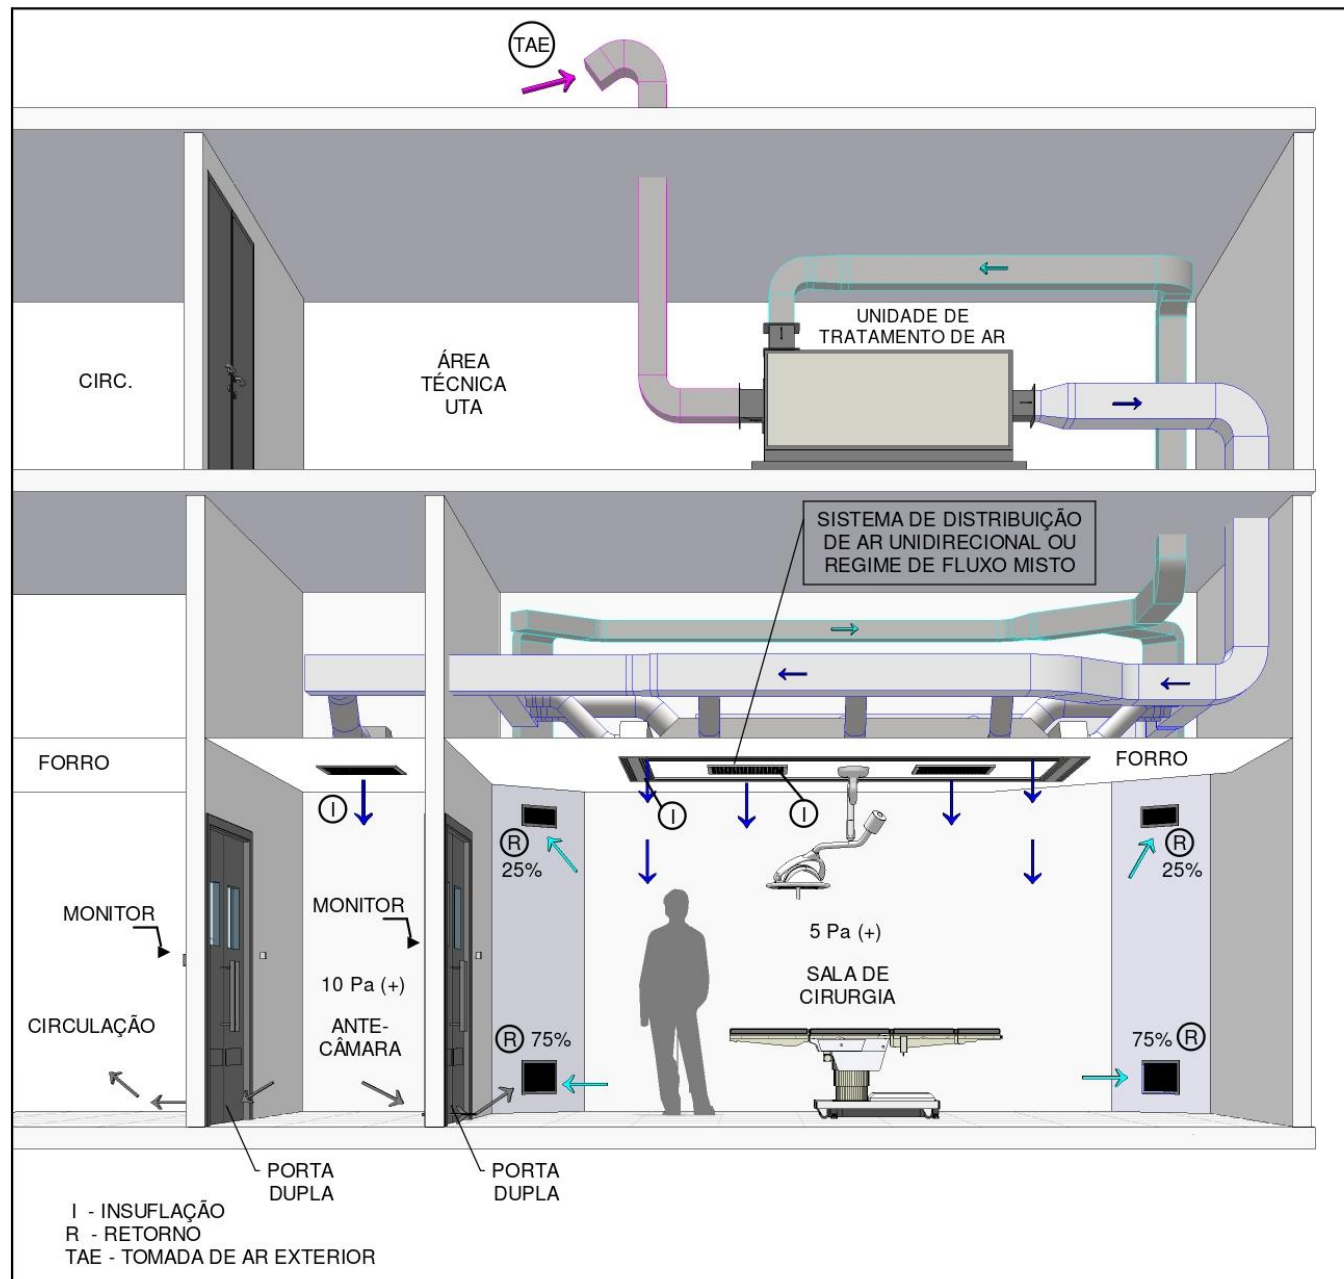 TAE
UNIDADE DE
TRATAMENTO DE AR
CIRC.
ÁREA
TÉCNICA
UTA
SISTEMA DE DISTRIBUIÇÃO
DE AR UNIDIRECIONAL OU
REGIME DE FLUXO MISTO
FORRO
FORRO
I
I
I
R
25%
R
25%
MONITOR
MONITOR
5 Pa (+)
10 Pa (+)
SALA DE
CIRURGIA
CIRCULAÇÃO
ANTE-
CÂMARA
R 75%
75% R
PORTA
DUPLA
PORTA
DUPLA
I - INSUFLAÇÃO
R - RETORNO
TAE - TOMADA DE AR EXTERIOR